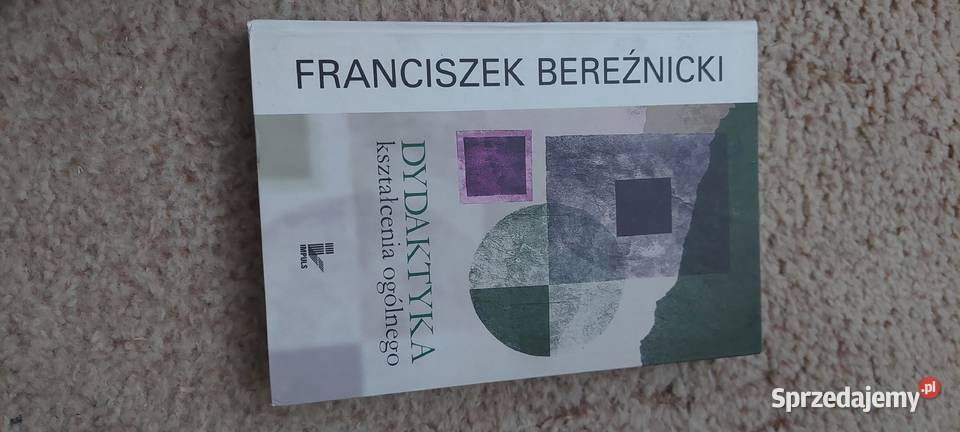 FRANCISZEK BEREŹNICKI
DYDAKTYKA
kształcenia ogólnego
IMPULS
Sprzedajemy.pl